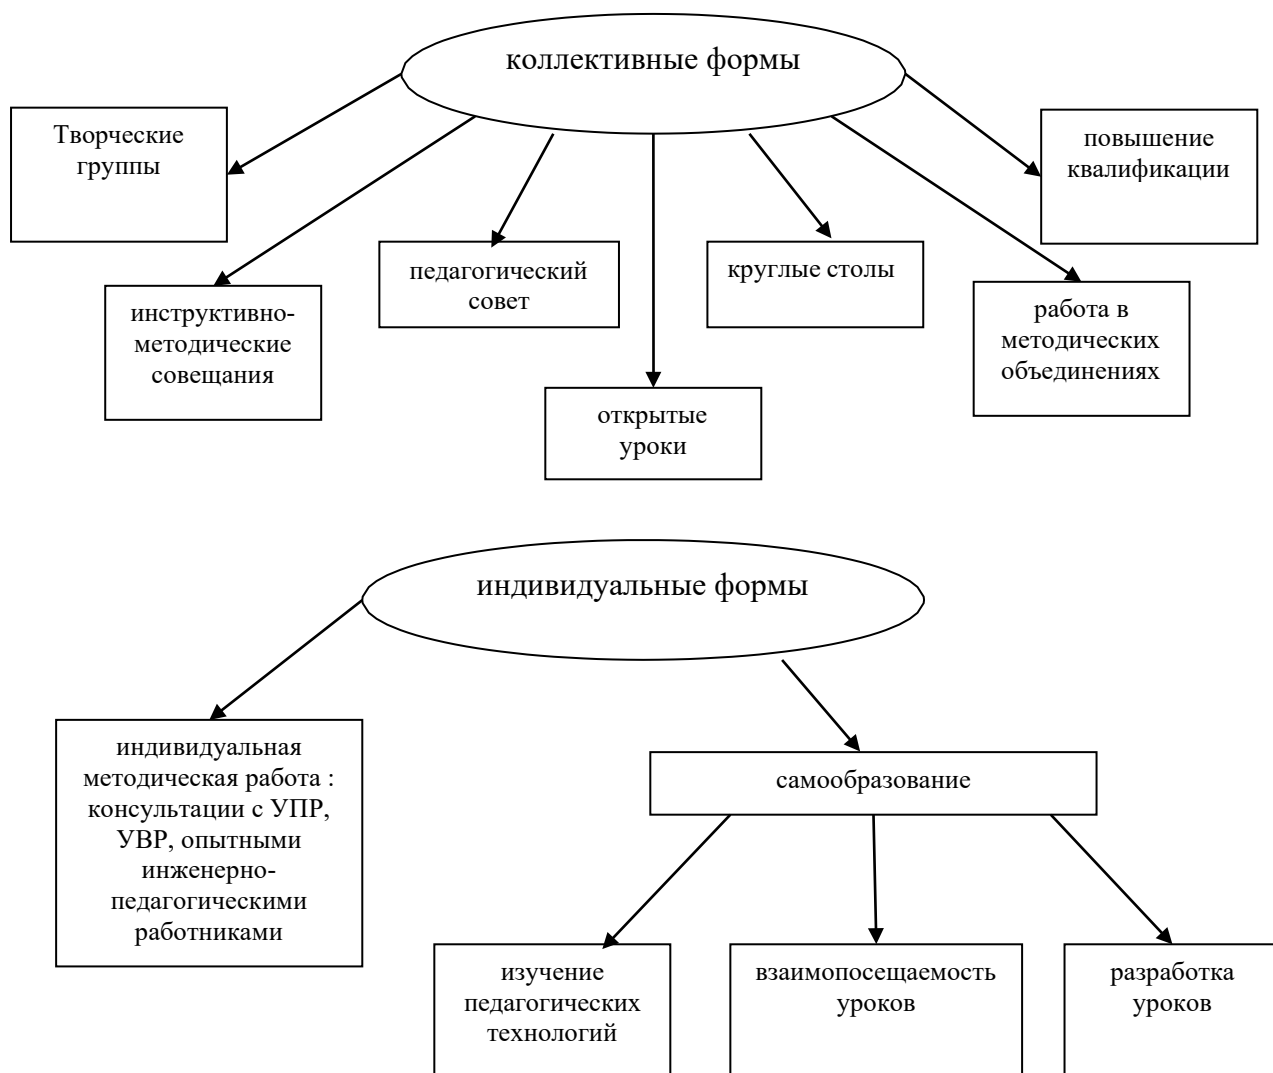 коллективные формы
Творческие
группы
повышение
квалификации
педагогический
совет
круглые столы
инструктивно-
методические
совещания
работа в
методических
объединениях
открытые
уроки
индивидуальные формы
индивидуальная
методическая работа :
консультации с УПР,
УВР, опытными
инженерно-
педагогическими
работниками
самообразование
изучение
педагогических
технологий
взаимопосещаемость
уроков
разработка
уроков